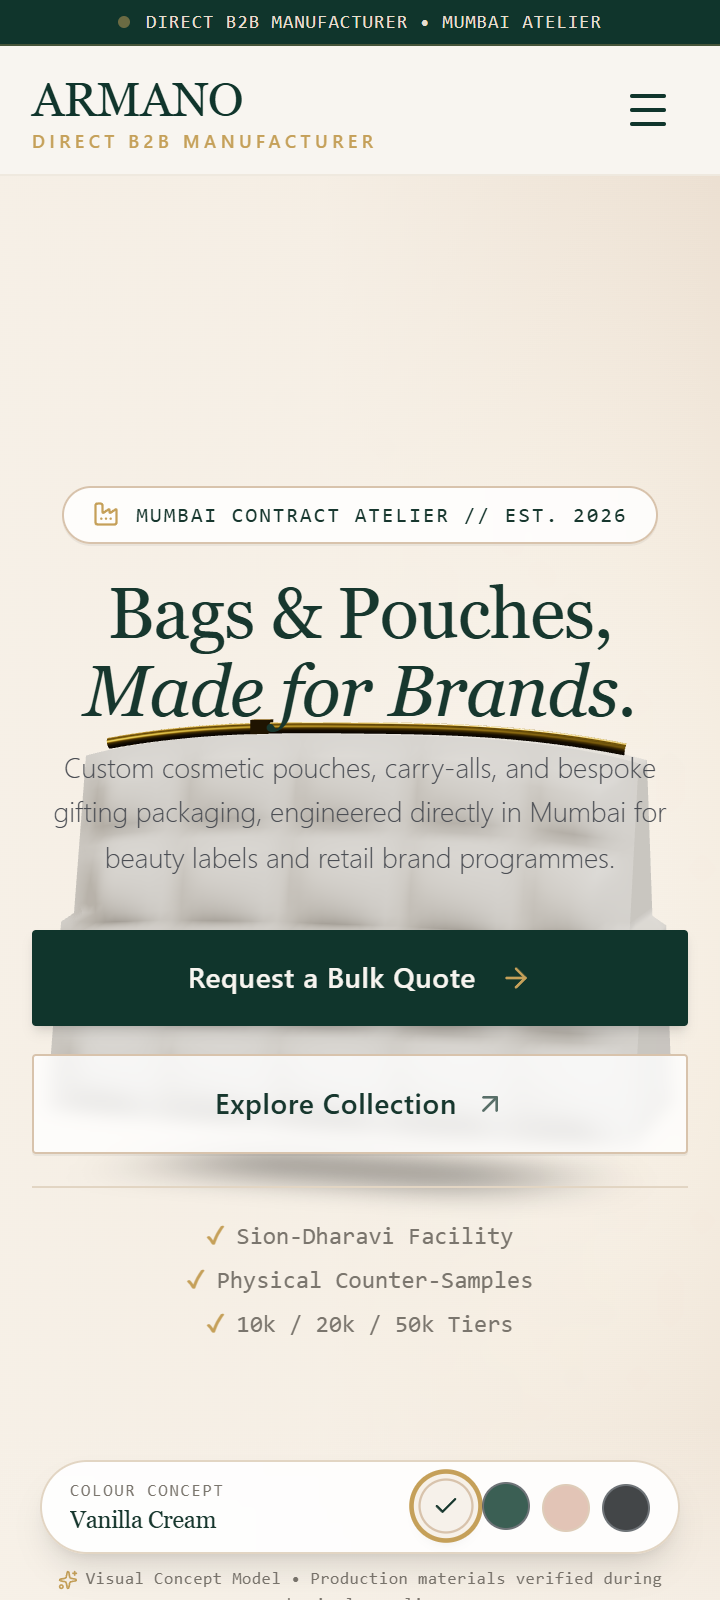 DIRECT B2B MANUFACTURER • MUMBAI ATELIER
ARMANO
DIRECT B2B MANUFACTURER
MUMBAI CONTRACT ATELIER // EST. 2026
Bags & Pouches,
Made for Brands.
Custom cosmetic pouches, carry-alls, and bespoke
gifting packaging, engineered directly in Mumbai for
beauty labels and retail brand programmes.
Request a Bulk Quote →
Explore Collection ↗
✓ Sion-Dharavi Facility
✓ Physical Counter-Samples
✓ 10k / 20k / 50k Tiers
COLOUR CONCEPT
Vanilla Cream
Visual Concept Model • Production materials verified during